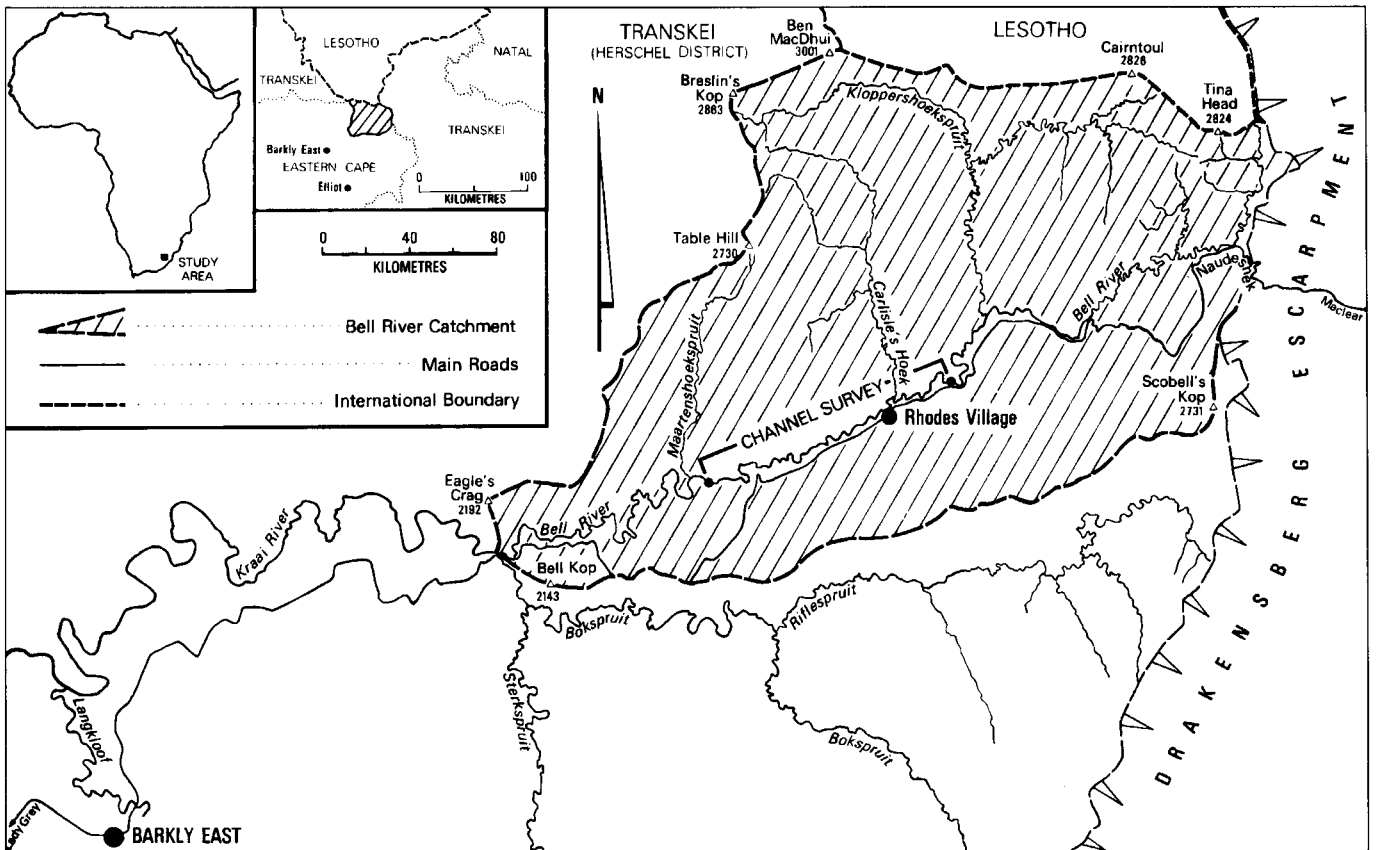 STUDY
AREA
LESOTHO
NATAL
TRANSKEI
TRANSKEI
Barkly East
EASTERN CAPE
Elliot
0 100
KILOMETRES
0 40 80
KILOMETRES
Bell River Catchment
Main Roads
International Boundary
N
TRANSKEI
(HERSCHEL DISTRICT)
LESOTHO
Ben
MacDhui
3001
Breslin's
Kop
2863
Cairntoul
2826
Tina
Head
2824
Kloppershoekspruit
Table Hill
2730
Naudesnek
Maclear
Bell River
Carlisle's Hoek
Maartenshoekspruit
CHANNEL SURVEY
Rhodes Village
Scobell's
Kop
2731
DRAKENSBERG ESCARPMENT
Eagle's
Crag
2192
Bell River
Kraai River
Bell Kop
2143
Bokspruit
Riflespruit
Sterkspruit
Langkloof
Bokspruit
ady Grey
BARKLY EAST